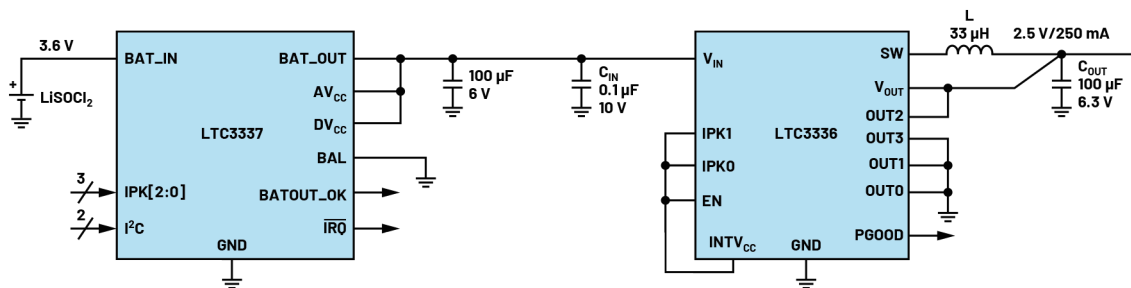 3.6 V
+
LiSOCl2
BAT_IN
BAT_OUT
AVCC
DVCC
LTC3337
BAL
3
IPK[2:0]
BATOUT_OK
2
I2C
IRQ
GND
100 µF
6 V
CIN
0.1 µF
10 V
VIN
SW
VOUT
OUT2
IPK1
LTC3336
OUT3
IPK0
OUT1
EN
OUT0
PGOOD
INTVCC
GND
L
33 µH
2.5 V/250 mA
COUT
100 µF
6.3 V